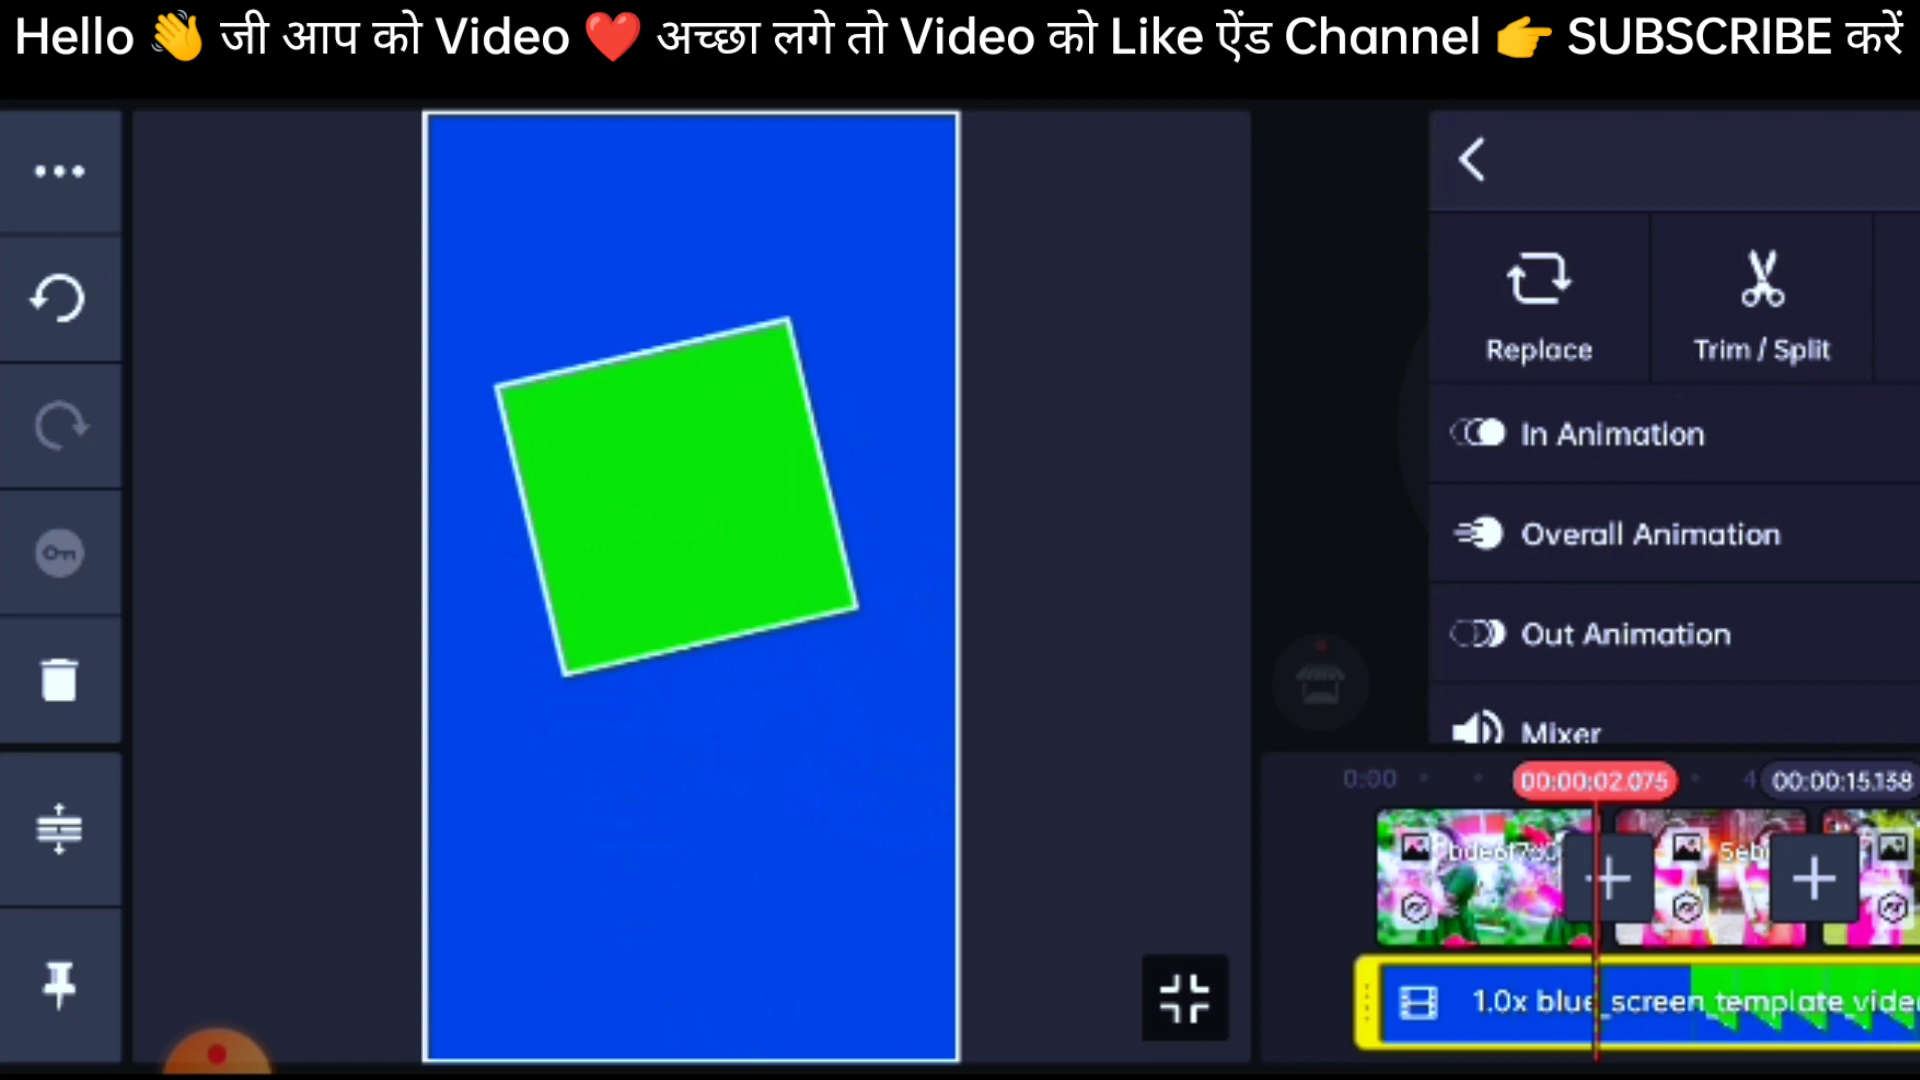 Hello 👋 जी आप को Video ❤️ अच्छा लगे तो Video को Like ऐंड Channel 👉 SUBSCRIBE करें
Replace
Trim / Split
In Animation
Overall Animation
Out Animation
Mixer
0:00
00:00:02.075
4
00:00:15.138
1.0x blue_screen_template_vide